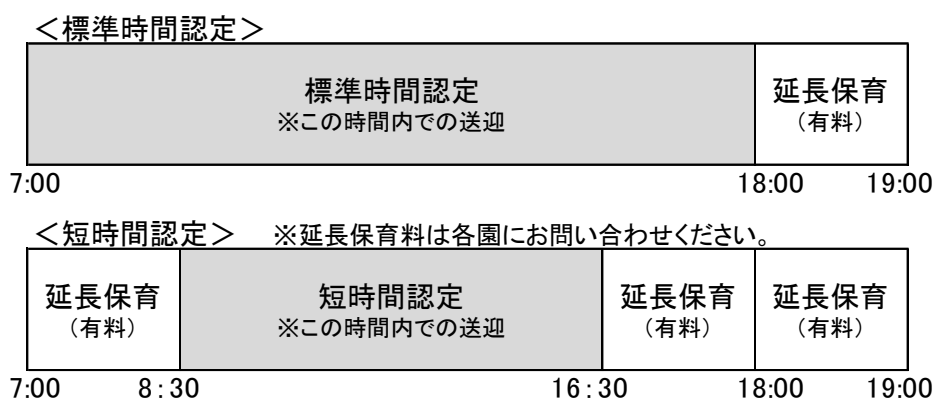 ＜標準時間認定＞
標準時間認定
※この時間内での送迎
延長保育
（有料）
7:00
18:00
19:00
＜短時間認定＞ ※延長保育料は各園にお問い合わせください。
延長保育
（有料）
短時間認定
※この時間内での送迎
延長保育
（有料）
延長保育
（有料）
7:00
8:30
16:30
18:00
19:00